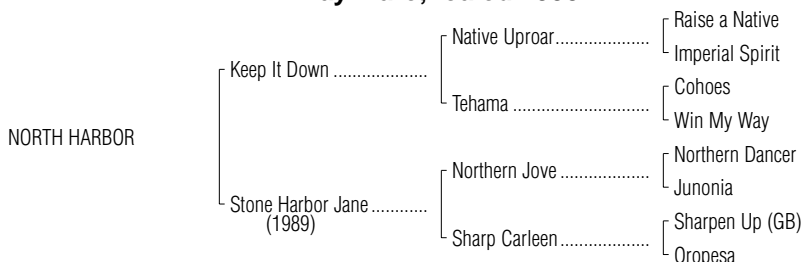 Raise a Native
Native Uproar
Imperial Spirit
Keep It Down
Cohoes
Tehama
Win My Way
NORTH HARBOR
Northern Dancer
Northern Jove
Junonia
Stone Harbor Jane
(1989)
Sharpen Up (GB)
Sharp Carleen
Oropesa